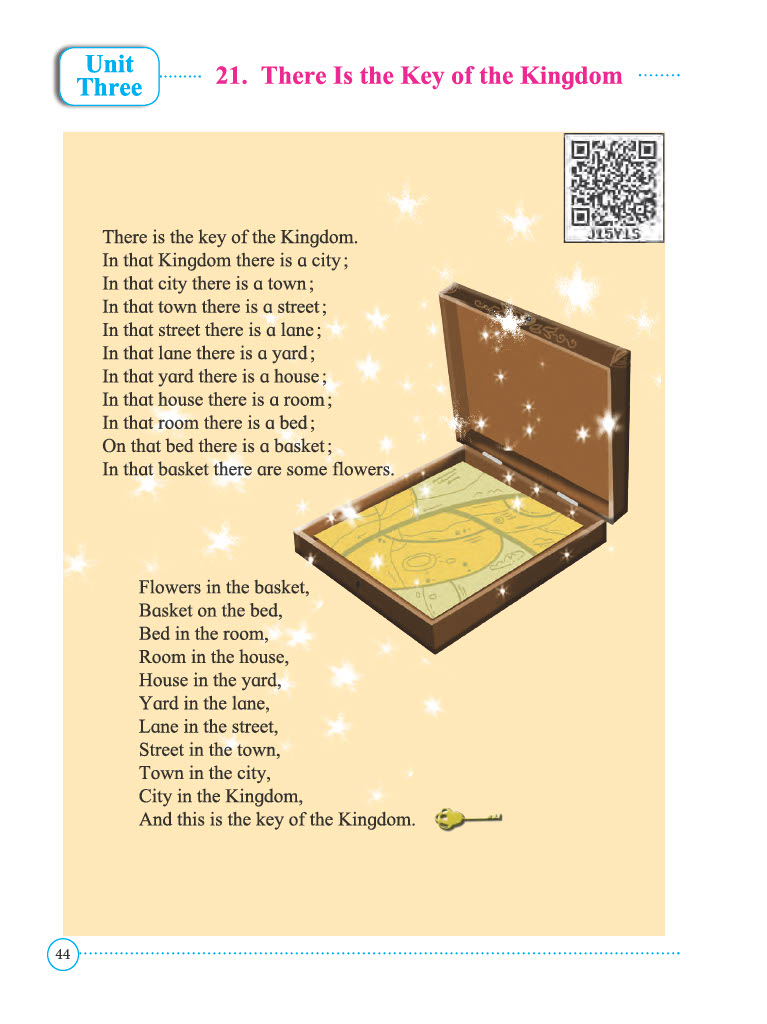 Unit
Three
21. There Is the Key of the Kingdom
J15Y1S
There is the key of the Kingdom.
In that Kingdom there is a city;
In that city there is a town;
In that town there is a street;
In that street there is a lane;
In that lane there is a yard;
In that yard there is a house;
In that house there is a room;
In that room there is a bed;
On that bed there is a basket;
In that basket there are some flowers.
Flowers in the basket,
Basket on the bed,
Bed in the room,
Room in the house,
House in the yard,
Yard in the lane,
Lane in the street,
Street in the town,
Town in the city,
City in the Kingdom,
And this is the key of the Kingdom.
44